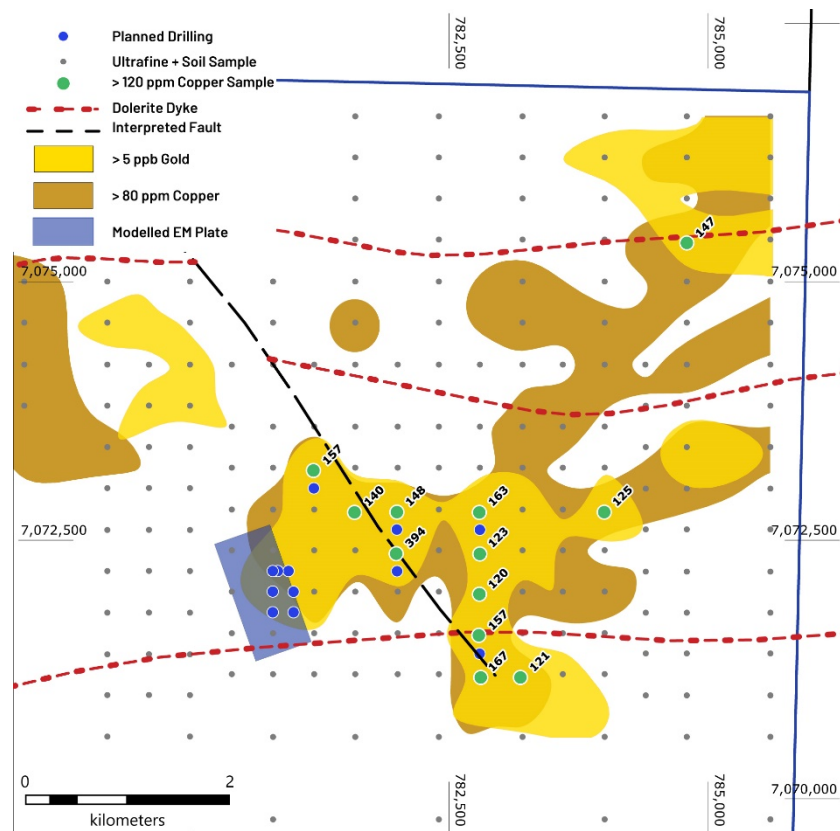 782,500
785,000
Planned Drilling
Ultrafine + Soil Sample
> 120 ppm Copper Sample
Dolerite Dyke
Interpreted Fault
> 5 ppb Gold
> 80 ppm Copper
Modelled EM Plate
147
7,075,000
7,075,000
157
140
148
163
125
394
123
7,072,500
7,072,500
120
157
167
121
0
2
kilometers
782,500
785,000
7,070,000